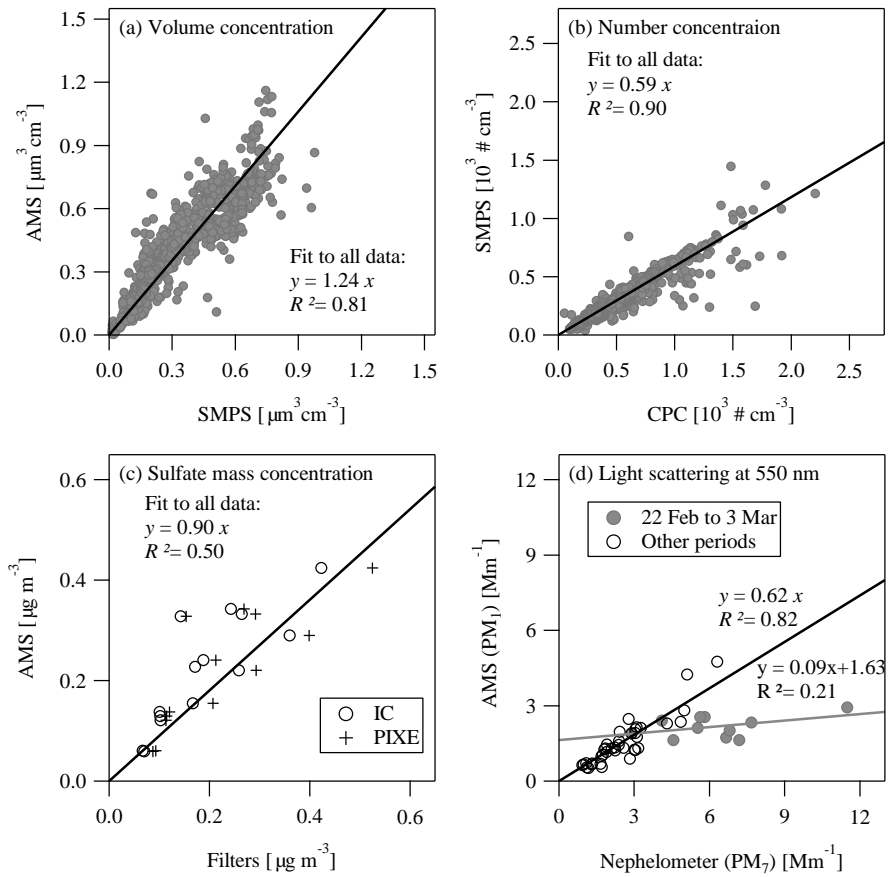 (a) Volume concentration
1.5
1.2
0.9
0.6
0.3
0.0
AMS [ μm³ cm⁻³]
Fit to all data:
y = 1.24 x
R ²= 0.81
0.0 0.3 0.6 0.9 1.2 1.5
SMPS [ μm³cm⁻³]
(b) Number concentraion
Fit to all data:
y = 0.59 x
R ²= 0.90
2.5
2.0
1.5
1.0
0.5
0.0
SMPS [10³ # cm⁻³]
0.0 0.5 1.0 1.5 2.0 2.5
CPC [10³ # cm⁻³]
(c) Sulfate mass concentration
Fit to all data:
y = 0.90 x
R ²= 0.50
0.6
0.4
0.2
0.0
AMS [ μg m⁻³]
IC
PIXE
0.0 0.2 0.4 0.6
Filters [ μg m⁻³]
(d) Light scattering at 550 nm
22 Feb to 3 Mar
Other periods
12
9
6
3
0
AMS (PM₁) [Mm⁻¹]
y = 0.62 x
R ²= 0.82
y = 0.09x+1.63
R ²= 0.21
0 3 6 9 12
Nephelometer (PM₇) [Mm⁻¹]